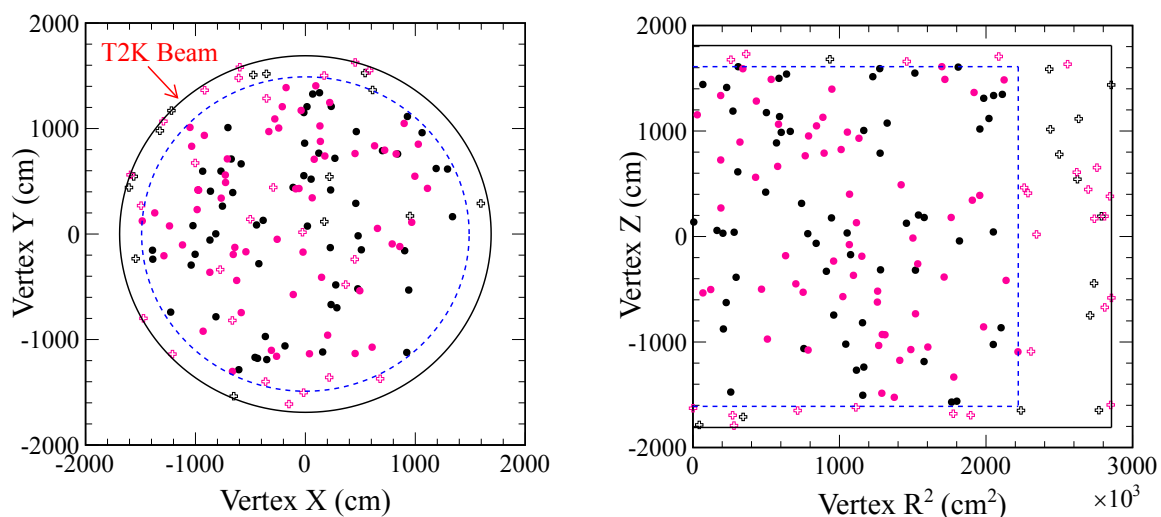 2000
T2K Beam
1000
0
-1000
-2000
Vertex Y (cm)
-2000 -1000 0 1000 2000
Vertex X (cm)
2000
1000
0
-1000
-2000
Vertex Z (cm)
0 1000 2000 3000
Vertex R² (cm²) ×10³